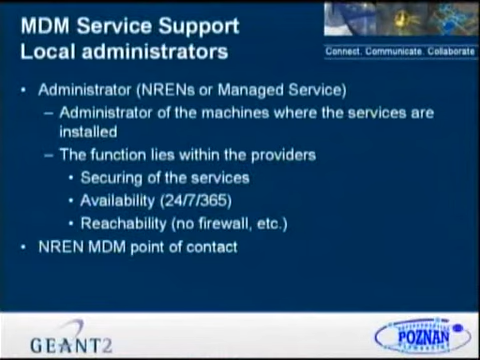 MDM Service Support
Local administrators
Connect. Communicate. Collaborate
• Administrator (NRENs or Managed Service)
– Administrator of the machines where the services are
installed
– The function lies within the providers
• Securing of the services
• Availability (24/7/365)
• Reachability (no firewall, etc.)
• NREN MDM point of contact
GEANT2
POZNAŃ